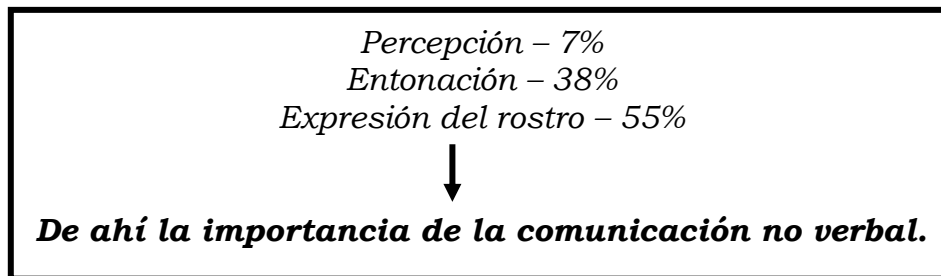 Percepción – 7%
Entonación – 38%
Expresión del rostro – 55%
De ahí la importancia de la comunicación no verbal.